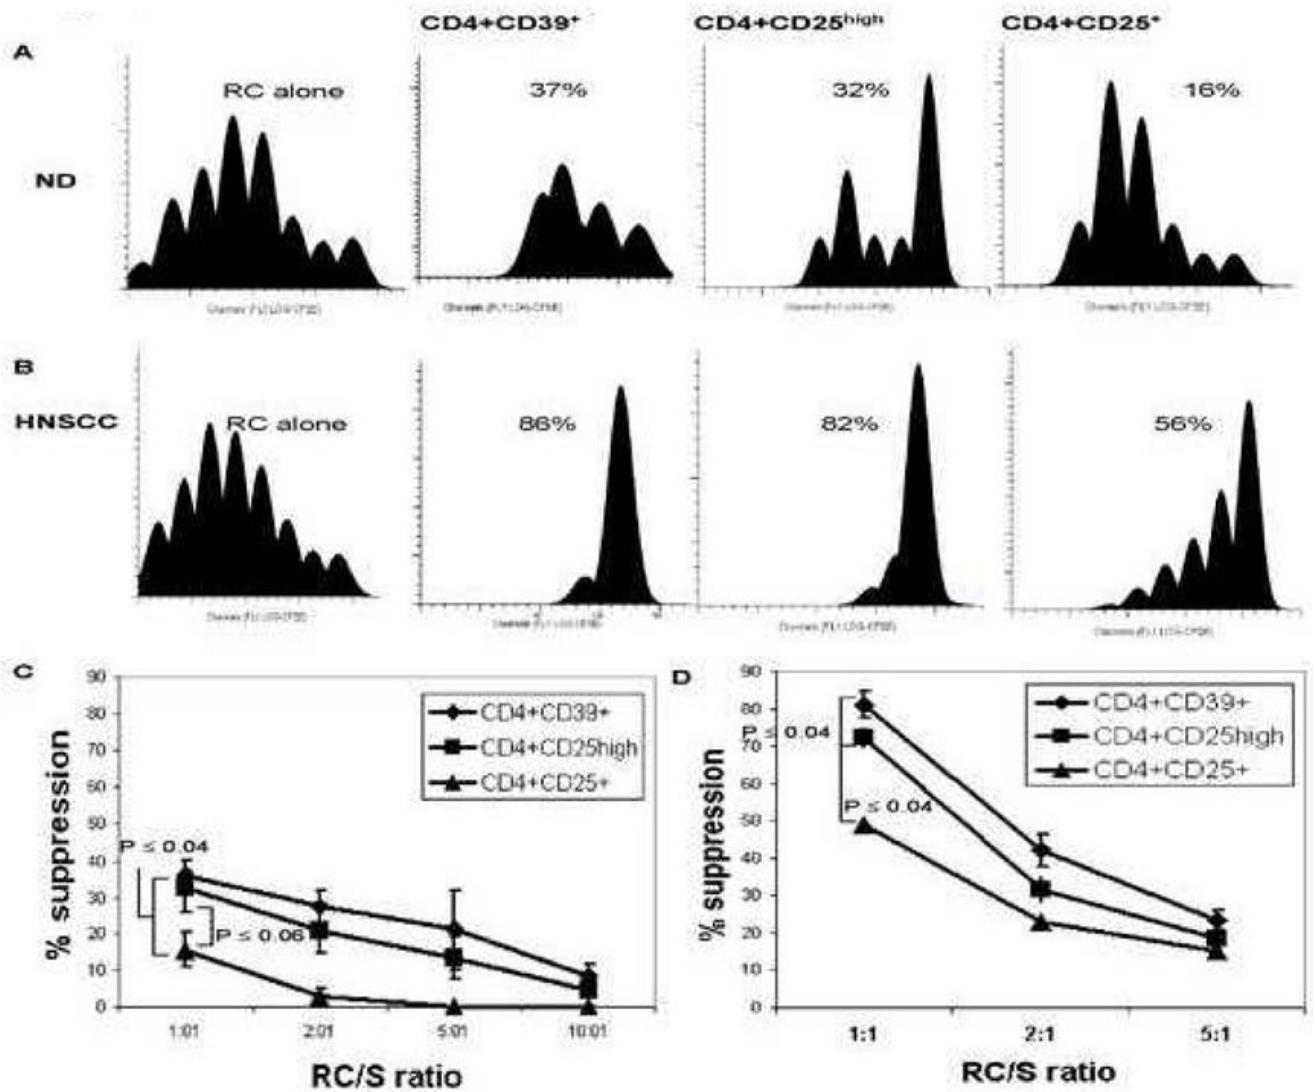 CD4+CD39+ CD4+CD25high CD4+CD25+
A
RC alone 37% 32% 16%
ND
B
HNSCC RC alone 86% 82% 56%
C
90
80
70
60
50
40
30
20
10
0
% suppression
CD4+CD39+
CD4+CD25high
CD4+CD25+
P ≤ 0.04
P ≤ 0.06
1:01 2:01 5:01 10:01
RC/S ratio
D
90
80
70
60
50
40
30
20
10
0
% suppression
CD4+CD39+
CD4+CD25high
CD4+CD25+
P ≤ 0.04
P ≤ 0.04
1:1 2:1 5:1
RC/S ratio